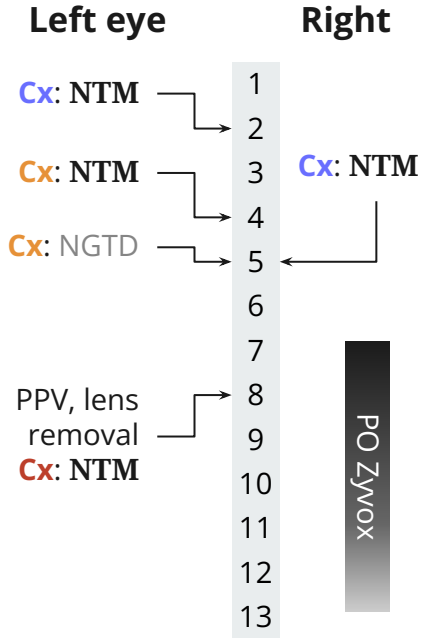 Left eye
Right
Cx: NTM
Cx: NTM
Cx: NGTD
PPV, lens
removal
Cx: NTM
1
2
3
4
5
6
7
8
9
10
11
12
13
Cx: NTM
PO Zyvox